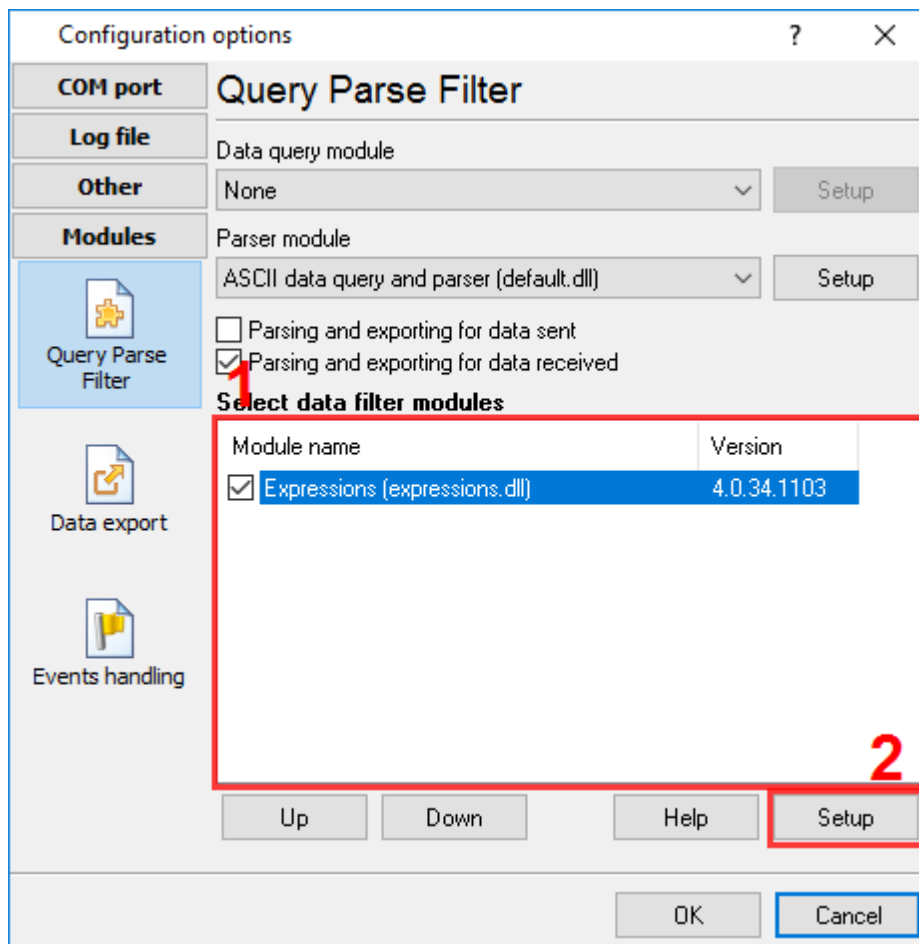 Configuration options
?
COM port
Log file
Other
Modules
Query Parse
Filter
Data export
Events handling
Query Parse Filter
Data query module
None
Setup
Parser module
ASCII data query and parser (default.dll)
Setup
Parsing and exporting for data sent
Parsing and exporting for data received
1
Select data filter modules
Module name Version
Expressions (expressions.dll) 4.0.34.1103
2
Up Down Help Setup
OK Cancel